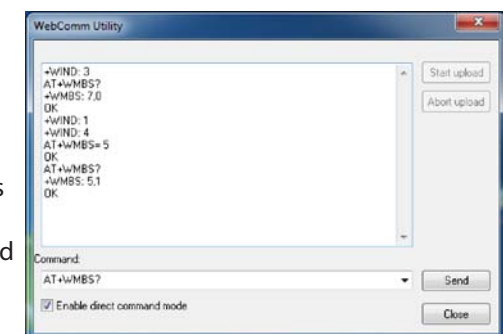 WebComm Utility
+WIND: 3
AT+WMBS?
+WMBS: 7,0
OK
+WIND: 1
+WIND: 4
AT+WMBS= 5
OK
AT+WMBS?
+WMBS: 5,1
OK
Start upload
Abort upload
s
d
Command:
AT+WMBS?
Send
Enable direct command mode
Close